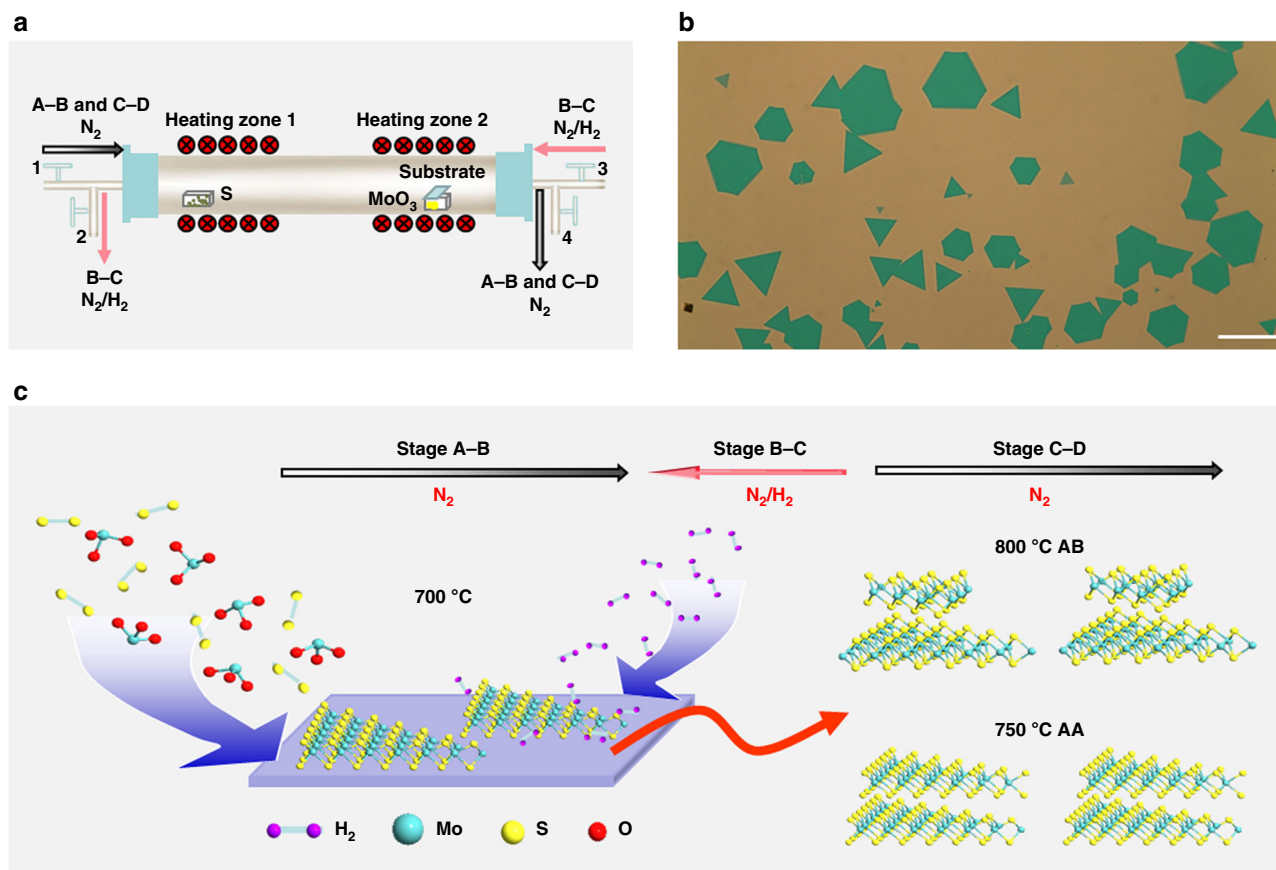 a
A–B and C–D
N₂
Heating zone 1
Heating zone 2
B–C
N₂/H₂
1
3
Substrate
S
MoO₃
2
4
B–C
N₂/H₂
A–B and C–D
N₂
b
c
Stage A–B
Stage B–C
Stage C–D
N₂
N₂/H₂
N₂
800 °C AB
700 °C
750 °C AA
H₂
Mo
S
O